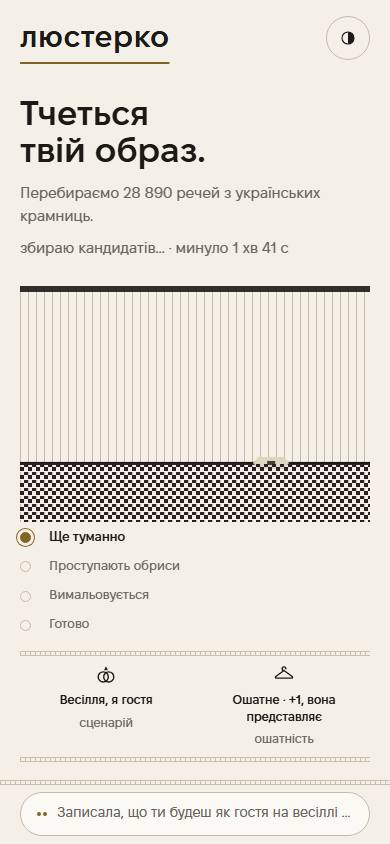 люстерко
Тчеться
твій образ.
Перебираємо 28 890 речей з українських
крамниць.
збираю кандидатів... · минуло 1 хв 41 с
Ще туманно
Проступають обриси
Вимальовується
Готово
Весілля, я гостя
сценарій
Ошатне · +1, вона
представляє
ошатність
Записала, що ти будеш як гостя на весіллі ...